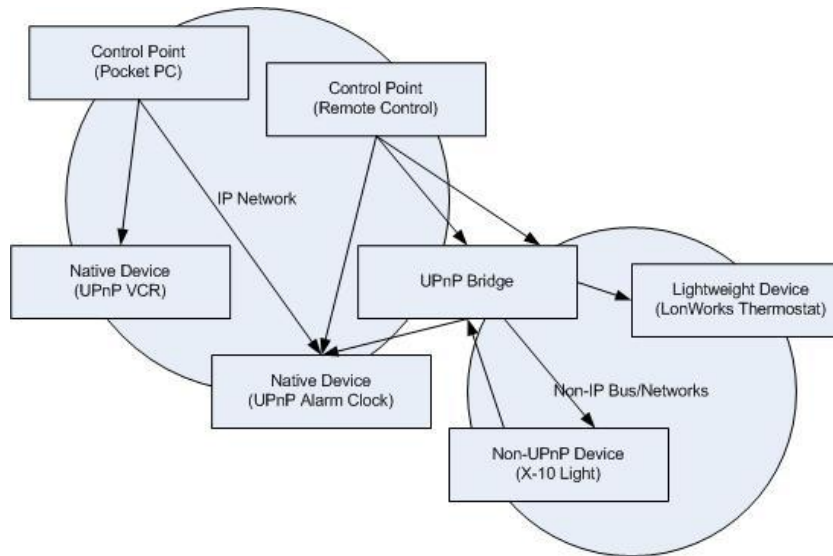 Control Point
(Pocket PC)
Control Point
(Remote Control)
IP Network
Native Device
(UPnP VCR)
UPnP Bridge
Lightweight Device
(LonWorks Thermostat)
Native Device
(UPnP Alarm Clock)
Non-IP Bus/Networks
Non-UPnP Device
(X-10 Light)